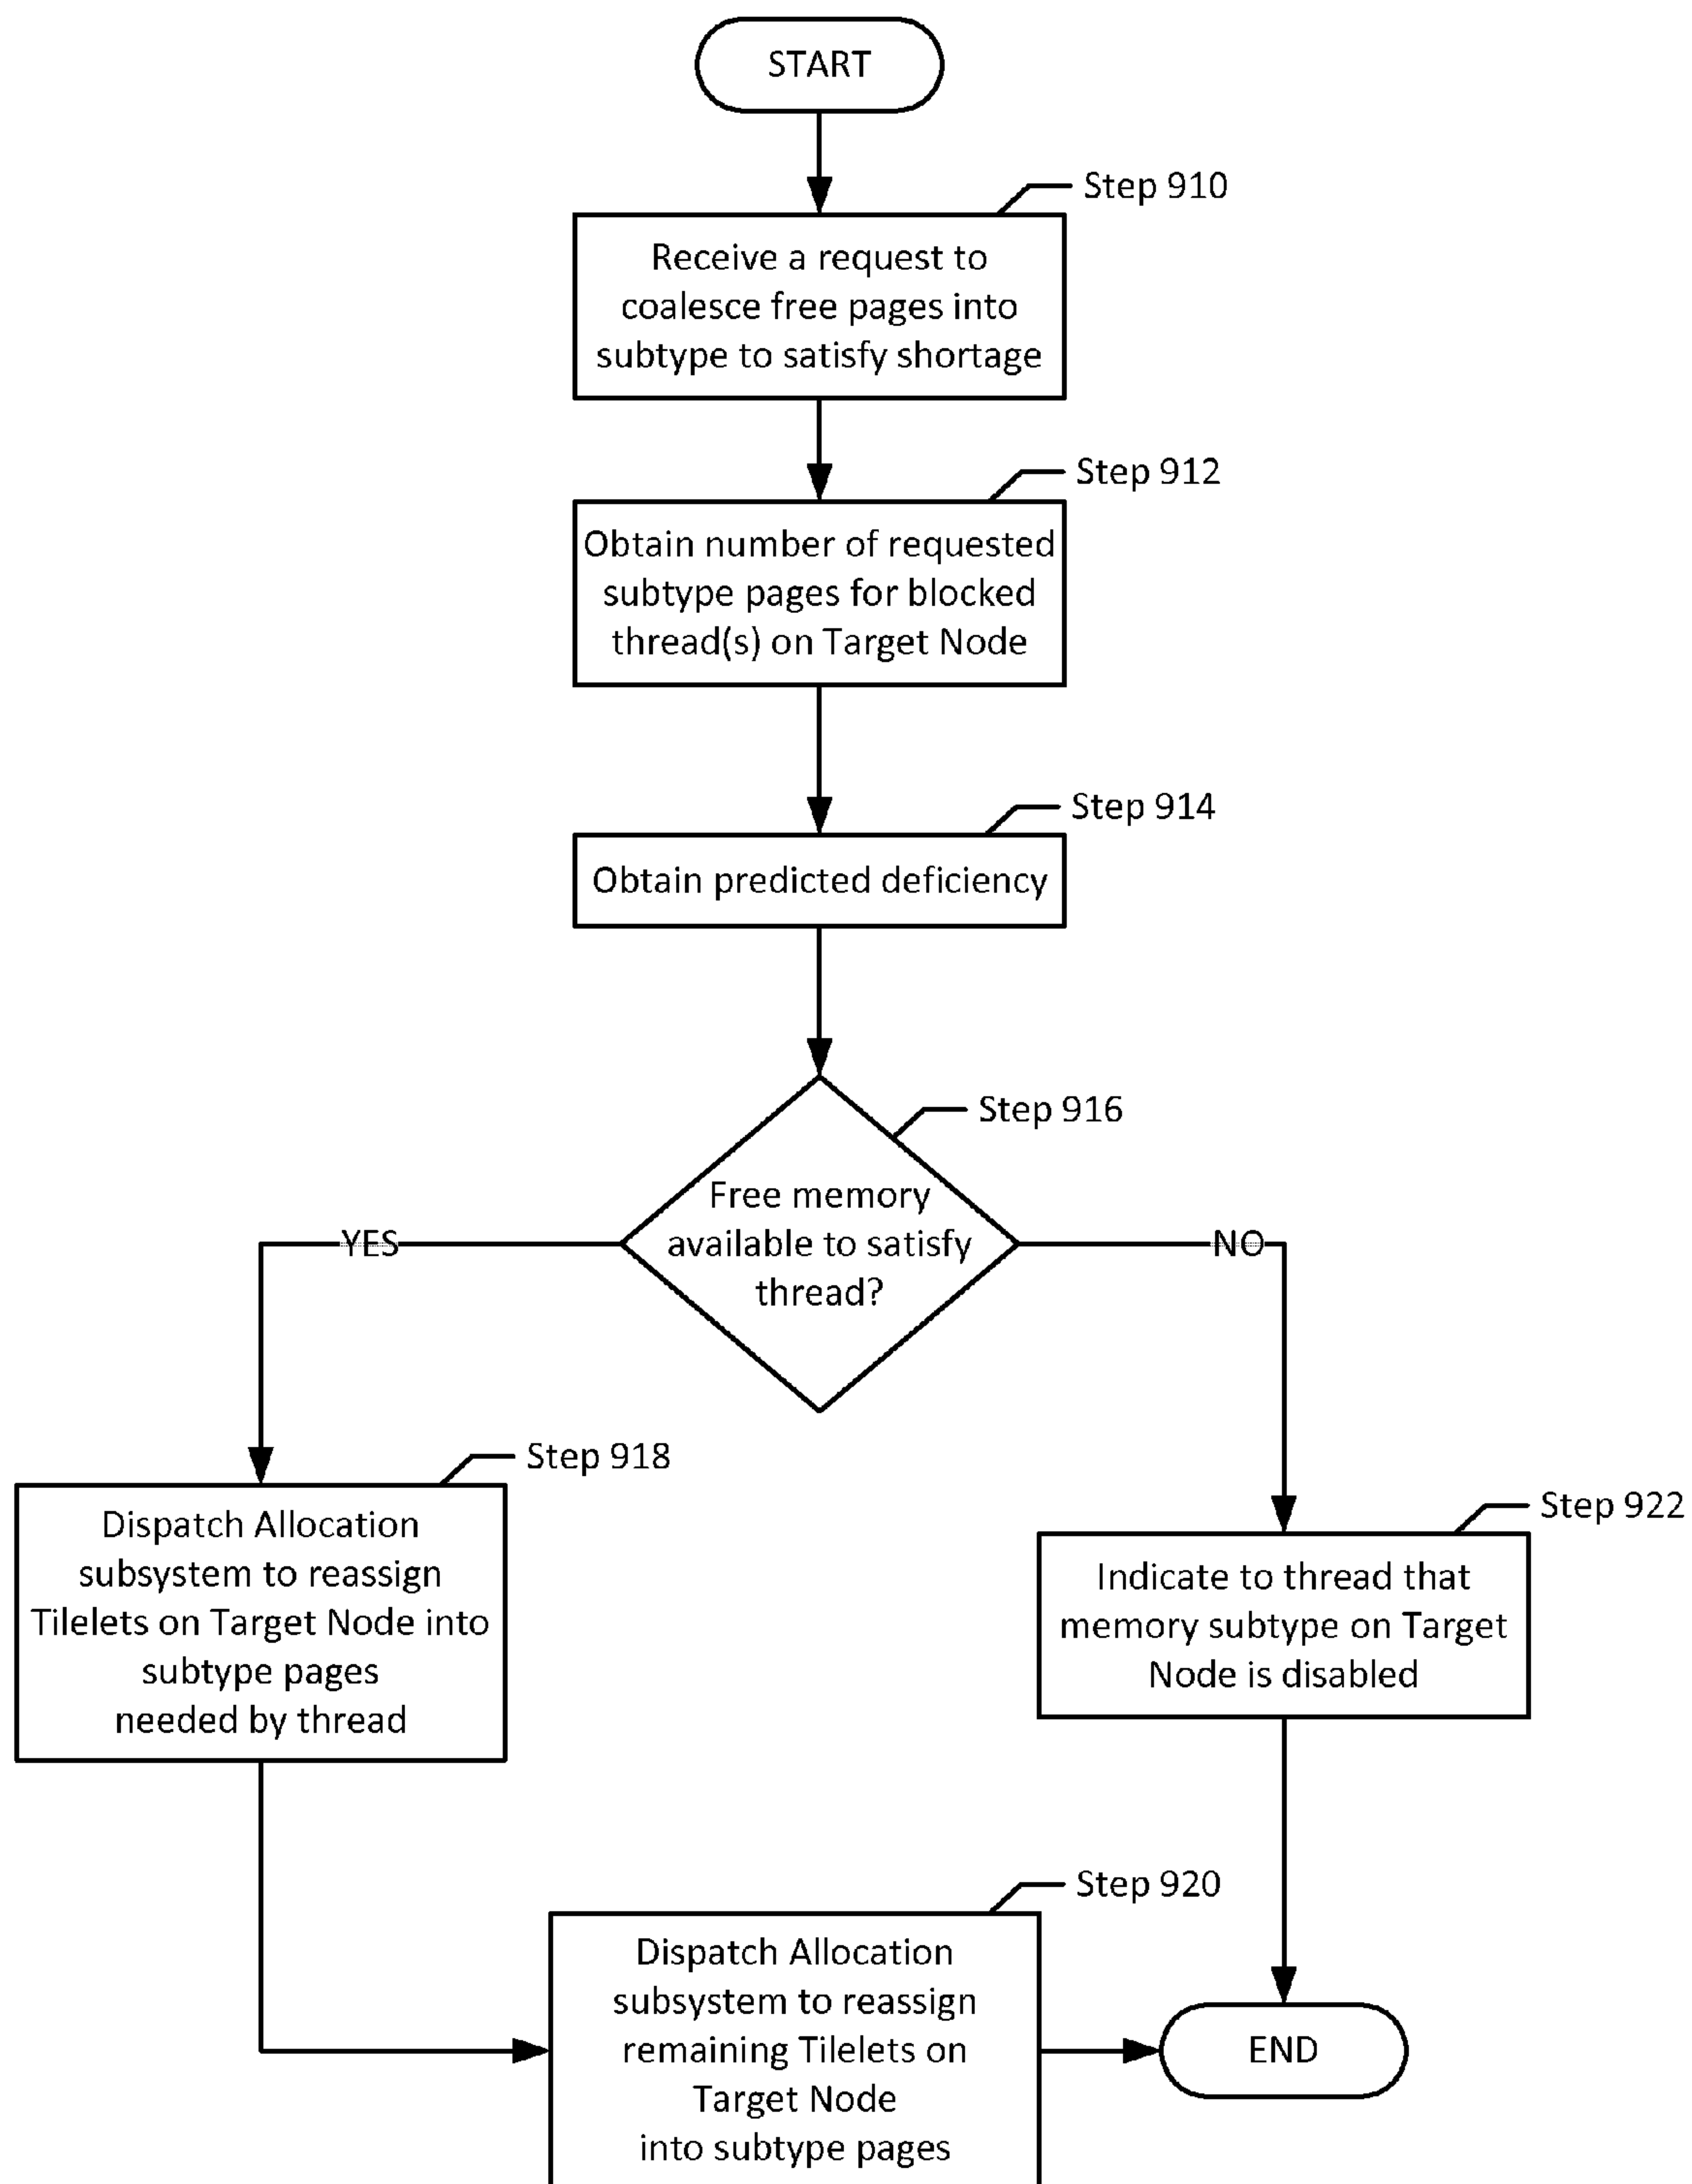 START
Step 910
Receive a request to
coalesce free pages into
subtype to satisfy shortage
Step 912
Obtain number of requested
subtype pages for blocked
thread(s) on Target Node
Step 914
Obtain predicted deficiency
Step 916
Free memory
available to satisfy
thread?
YES
NO
Step 918
Dispatch Allocation
subsystem to reassign
Tilelets on Target Node into
subtype pages
needed by thread
Step 922
Indicate to thread that
memory subtype on Target
Node is disabled
Step 920
Dispatch Allocation
subsystem to reassign
remaining Tilelets on
Target Node
into subtype pages
END